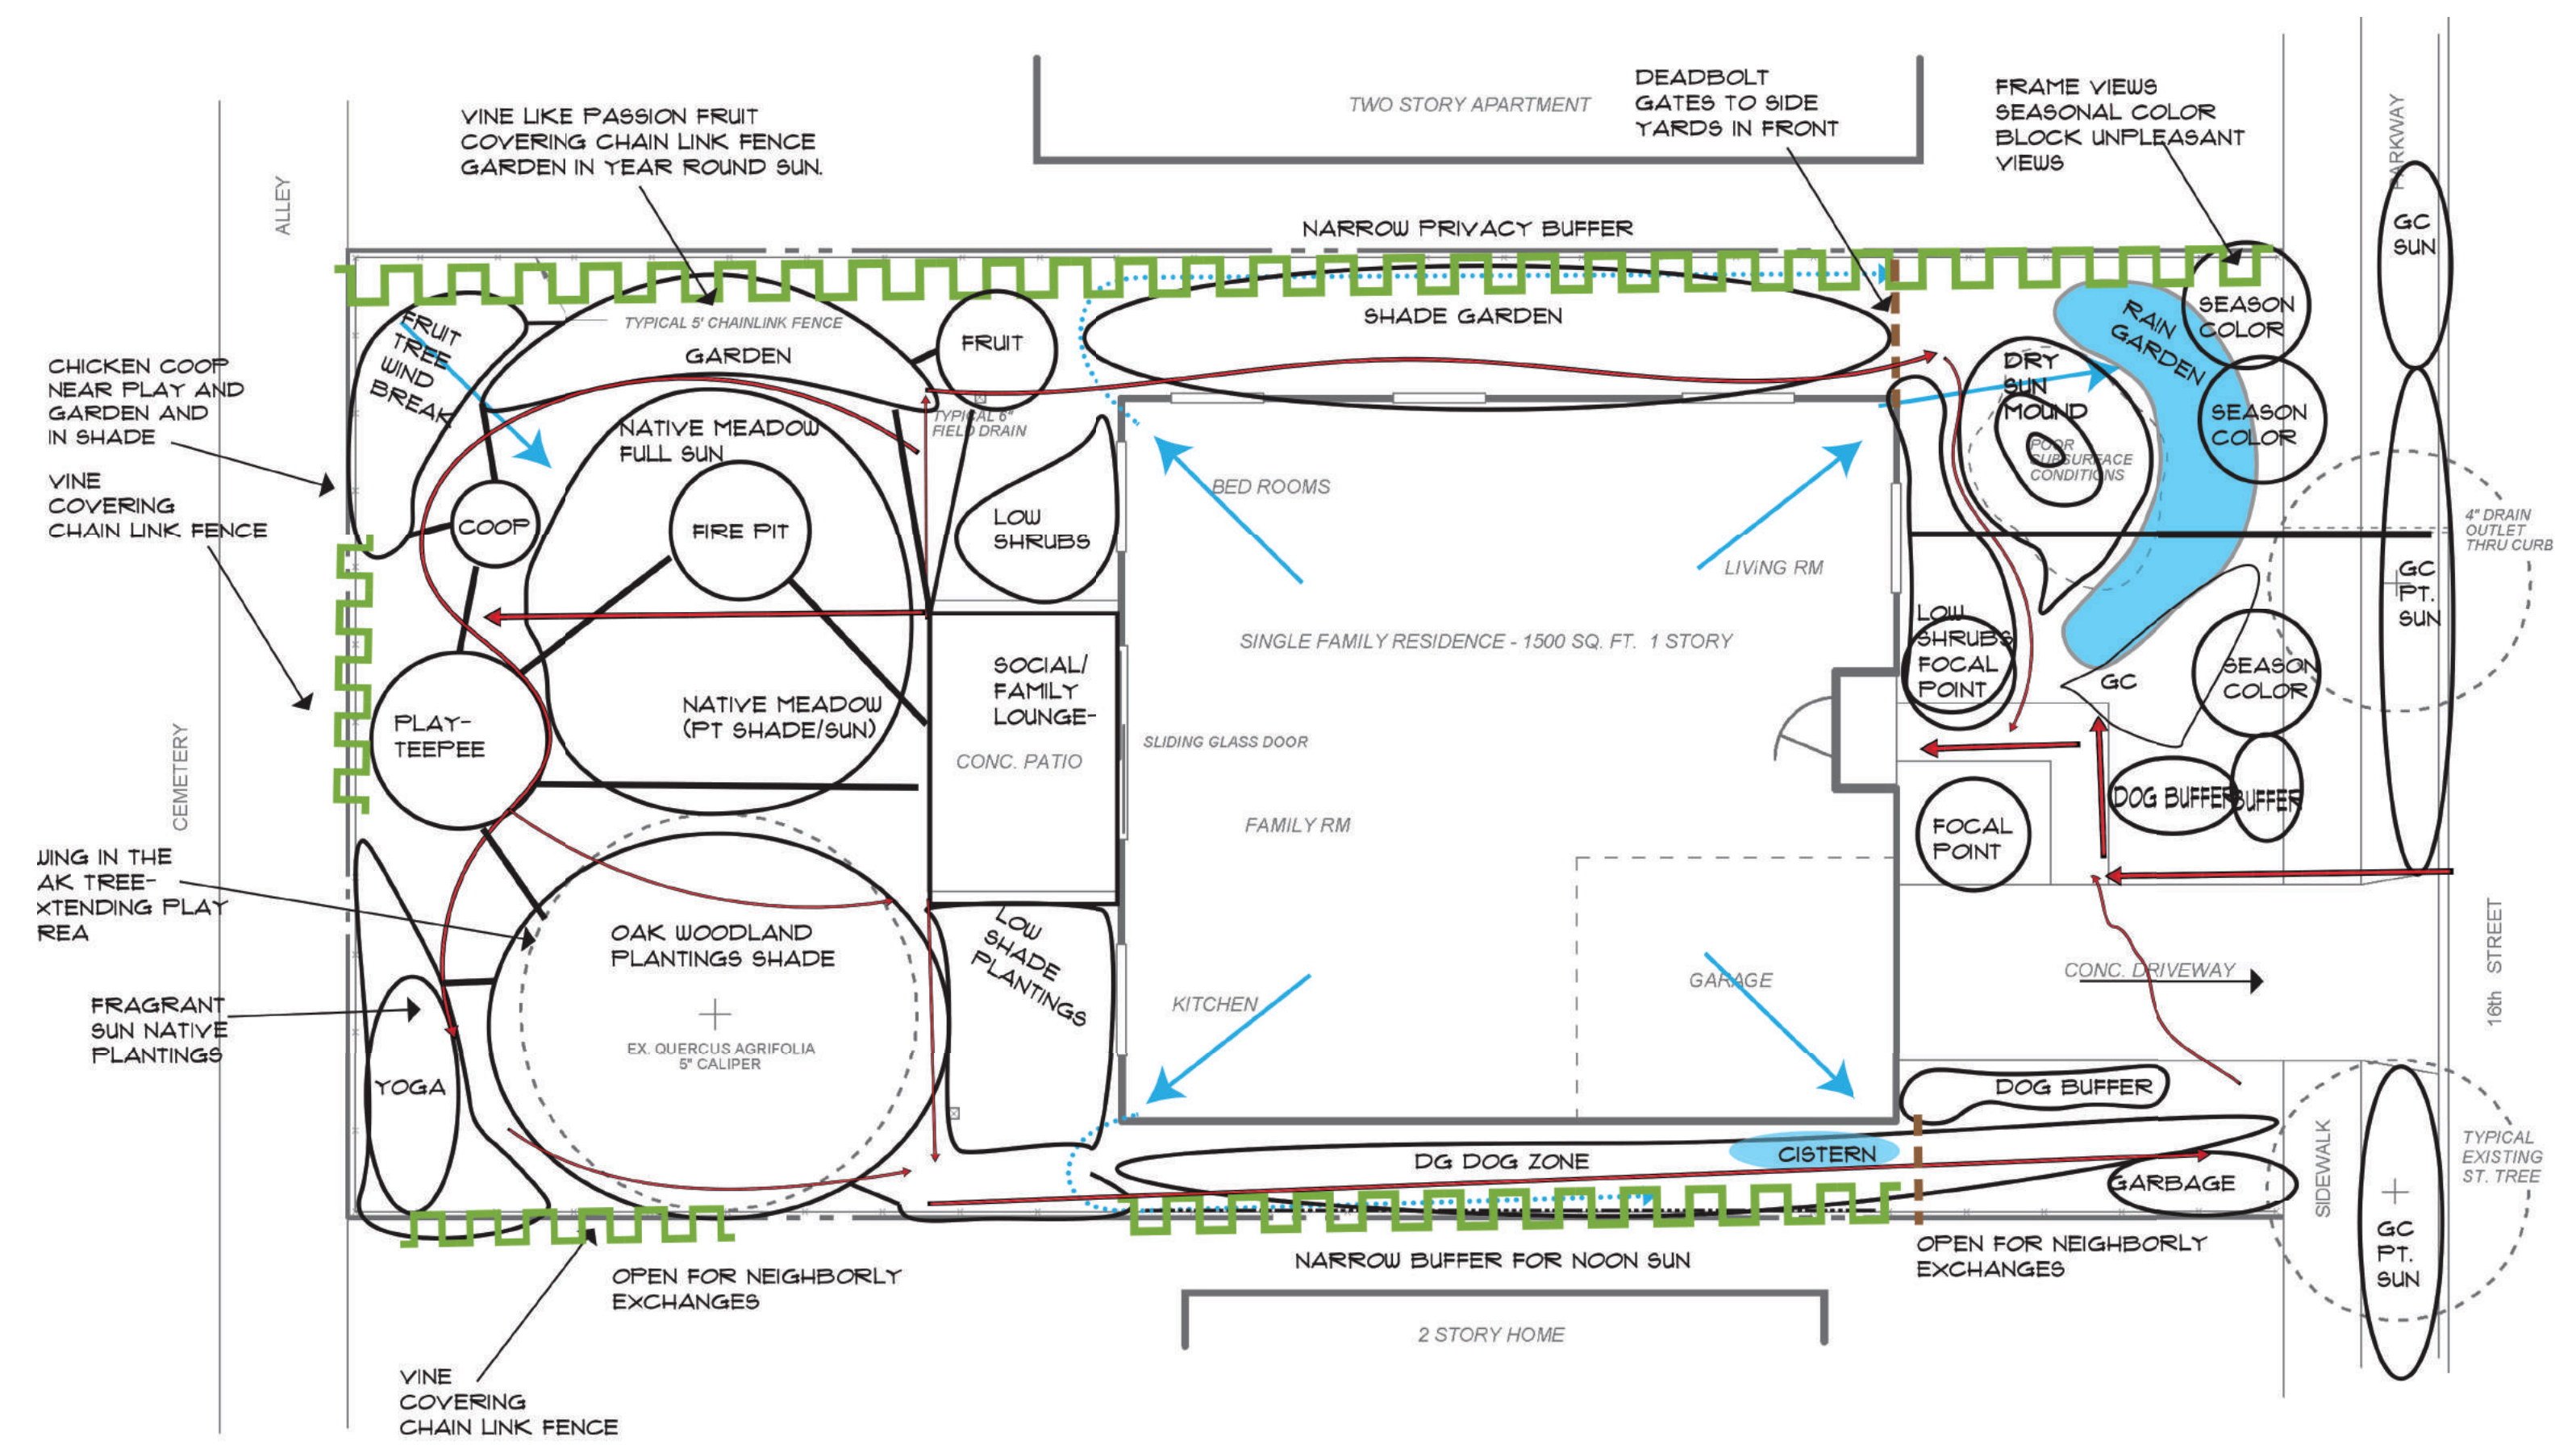 TWO STORY APARTMENT
DEADBOLT
GATES TO SIDE
YARDS IN FRONT
FRAME VIEWS
SEASONAL COLOR
BLOCK UNPLEASANT
VIEWS
PARKWAY
VINE LIKE PASSION FRUIT
COVERING CHAIN LINK FENCE
GARDEN IN YEAR ROUND SUN.
ALLEY
NARROW PRIVACY BUFFER
GC
SUN
FRUIT
TREE
WIND
BREAK
TYPICAL 5' CHAINLINK FENCE
GARDEN
FRUIT
SHADE GARDEN
RAIN
GARDEN
SEASON
COLOR
CHICKEN COOP
NEAR PLAY AND
GARDEN AND
IN SHADE
DRY
SUN
MOUND
POOR
SUBSURFACE
CONDITIONS
SEASON
COLOR
TYPICAL 6"
FIELD DRAIN
NATIVE MEADOW
FULL SUN
VINE
COVERING
CHAIN LINK FENCE
COOP
FIRE PIT
LOW
SHRUBS
BED ROOMS
LIVING RM
4" DRAIN
OUTLET
THRU CURB
GC
PT.
SUN
LOW
SHRUBS
FOCAL
POINT
SINGLE FAMILY RESIDENCE - 1500 SQ. FT. 1 STORY
SOCIAL/
FAMILY
LOUNGE-
CONC. PATIO
SLIDING GLASS DOOR
GC
SEASON
COLOR
PLAY-
TEEPEE
NATIVE MEADOW
(PT SHADE/SUN)
CEMETERY
DOG BUFFER
BUFFER
FOCAL
POINT
FAMILY RM
WING IN THE
AK TREE-
XTENDING PLAY
REA
OAK WOODLAND
PLANTINGS SHADE
LOW
SHADE
PLANTINGS
KITCHEN
GARAGE
CONC. DRIVEWAY
16th STREET
FRAGRANT
SUN NATIVE
PLANTINGS
EX. QUERCUS AGRIFOLIA
5" CALIPER
YOGA
DOG BUFFER
DG DOG ZONE
CISTERN
GARBAGE
SIDEWALK
TYPICAL
EXISTING
ST. TREE
GC
PT.
SUN
NARROW BUFFER FOR NOON SUN
OPEN FOR NEIGHBORLY
EXCHANGES
OPEN FOR NEIGHBORLY
EXCHANGES
2 STORY HOME
VINE
COVERING
CHAIN LINK FENCE